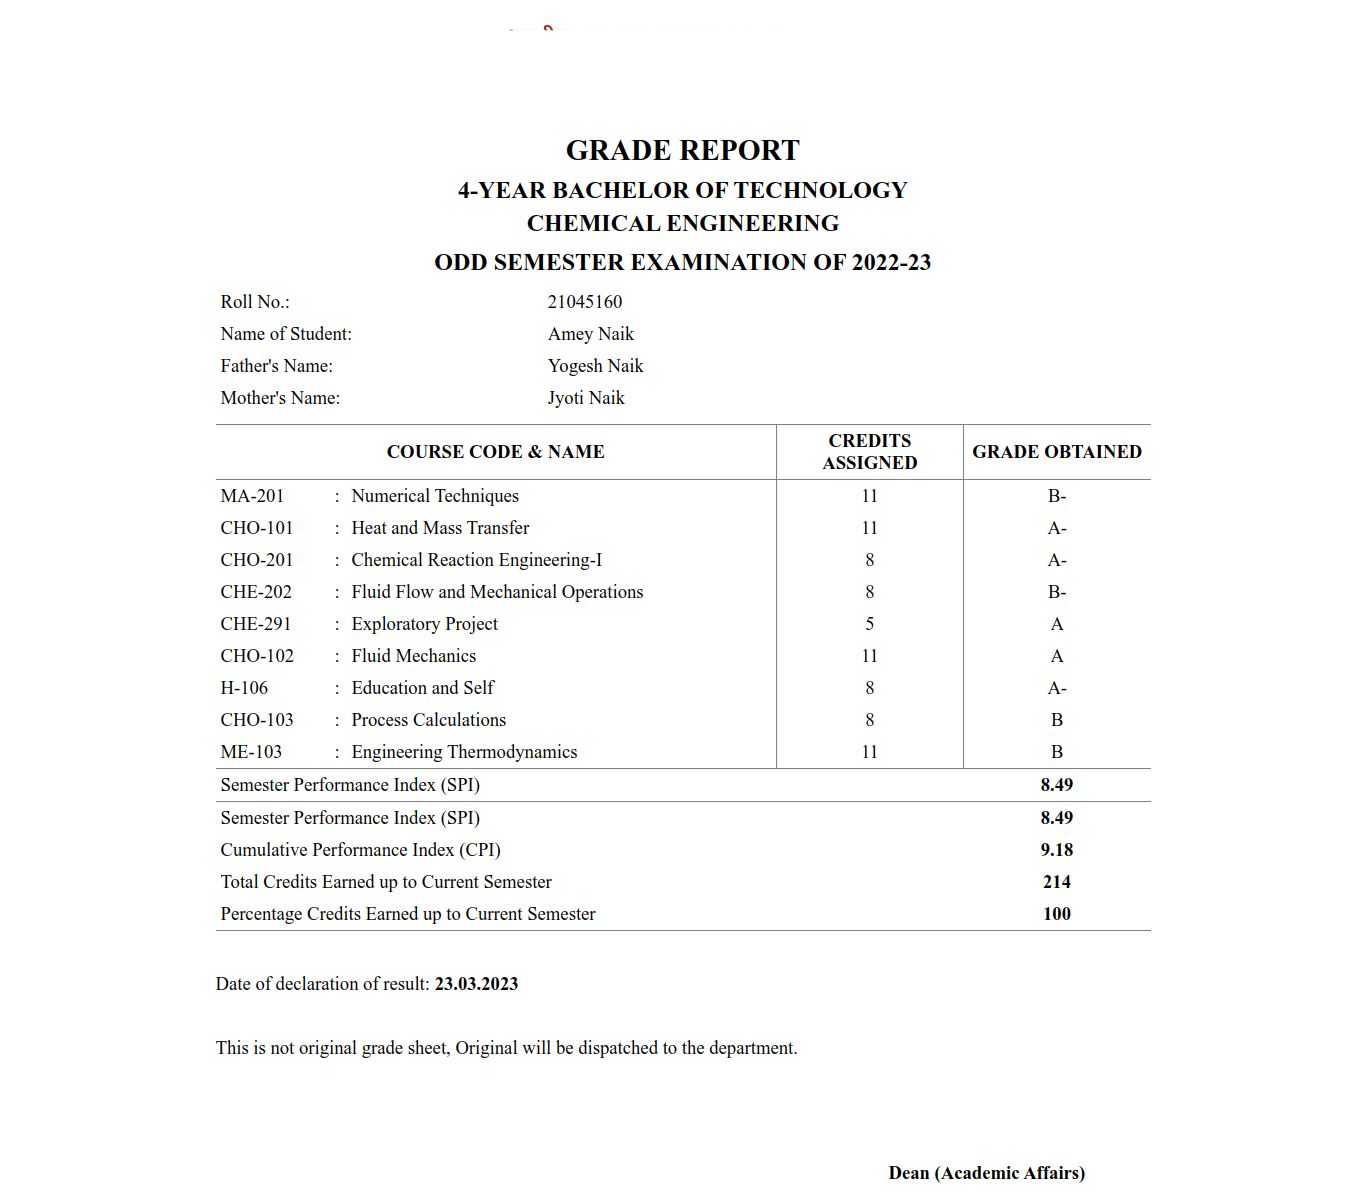 GRADE REPORT
4-YEAR BACHELOR OF TECHNOLOGY
CHEMICAL ENGINEERING
ODD SEMESTER EXAMINATION OF 2022-23
Roll No.: 21045160
Name of Student: Amey Naik
Father's Name: Yogesh Naik
Mother's Name: Jyoti Naik
COURSE CODE & NAME CREDITS ASSIGNED GRADE OBTAINED
MA-201 : Numerical Techniques 11 B-
CHO-101 : Heat and Mass Transfer 11 A-
CHO-201 : Chemical Reaction Engineering-I 8 A-
CHE-202 : Fluid Flow and Mechanical Operations 8 B-
CHE-291 : Exploratory Project 5 A
CHO-102 : Fluid Mechanics 11 A
H-106 : Education and Self 8 A-
CHO-103 : Process Calculations 8 B
ME-103 : Engineering Thermodynamics 11 B
Semester Performance Index (SPI) 8.49
Semester Performance Index (SPI) 8.49
Cumulative Performance Index (CPI) 9.18
Total Credits Earned up to Current Semester 214
Percentage Credits Earned up to Current Semester 100
Date of declaration of result: 23.03.2023
This is not original grade sheet, Original will be dispatched to the department.
Dean (Academic Affairs)